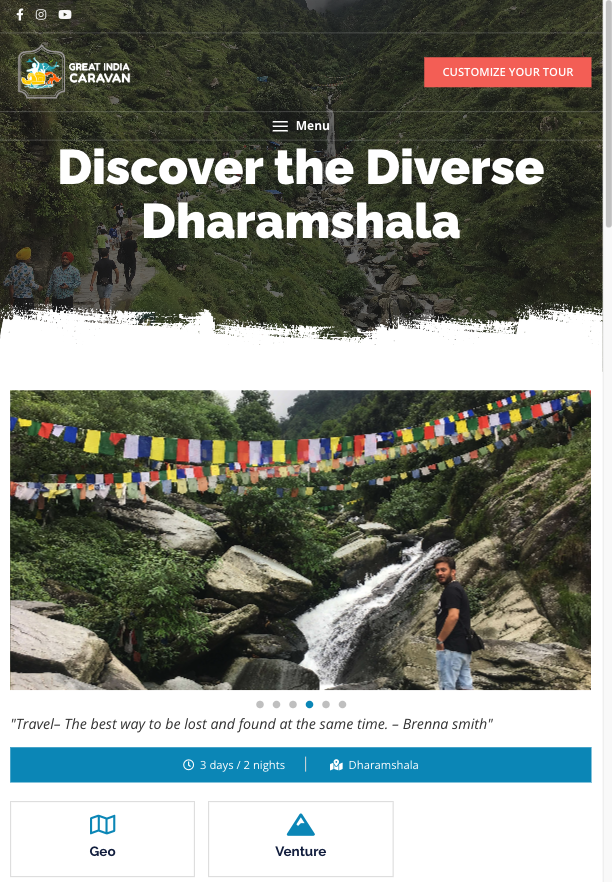 GREAT INDIA
CARAVAN
CUSTOMIZE YOUR TOUR
Menu
Discover the Diverse
Dharamshala
"Travel– The best way to be lost and found at the same time. – Brenna smith"
3 days / 2 nights
Dharamshala
Geo
Venture